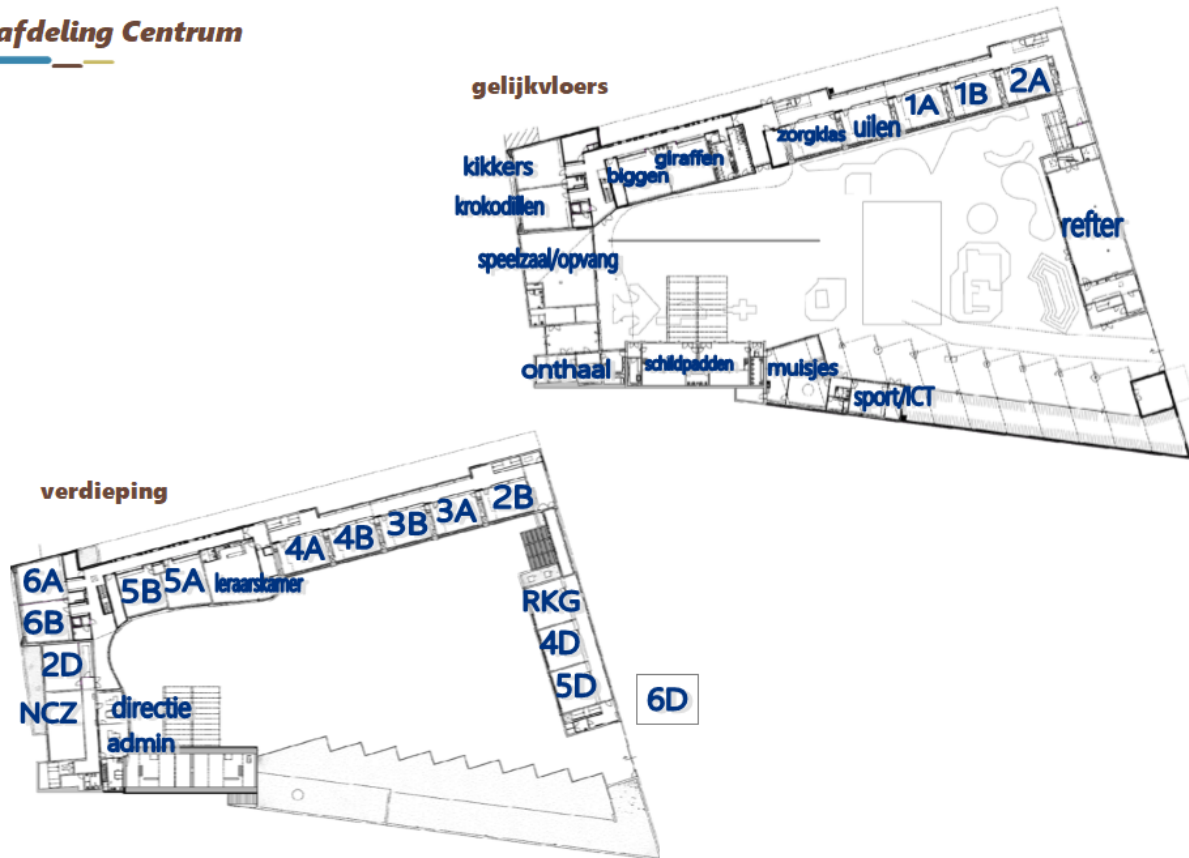 afdeling Centrum
gelijkvloers
kikkers
krokodillen
speelzaal/opvang
onthaal
biggen
giraffen
zorgklas
uilen
1A
1B
2A
refter
schildpadden
muisjes
sport/ICT
verdieping
6A
6B
2D
NCZ
directie
admin
5B
5A
leraarskamer
4A
4B
3B
3A
2B
RKG
4D
5D
6D